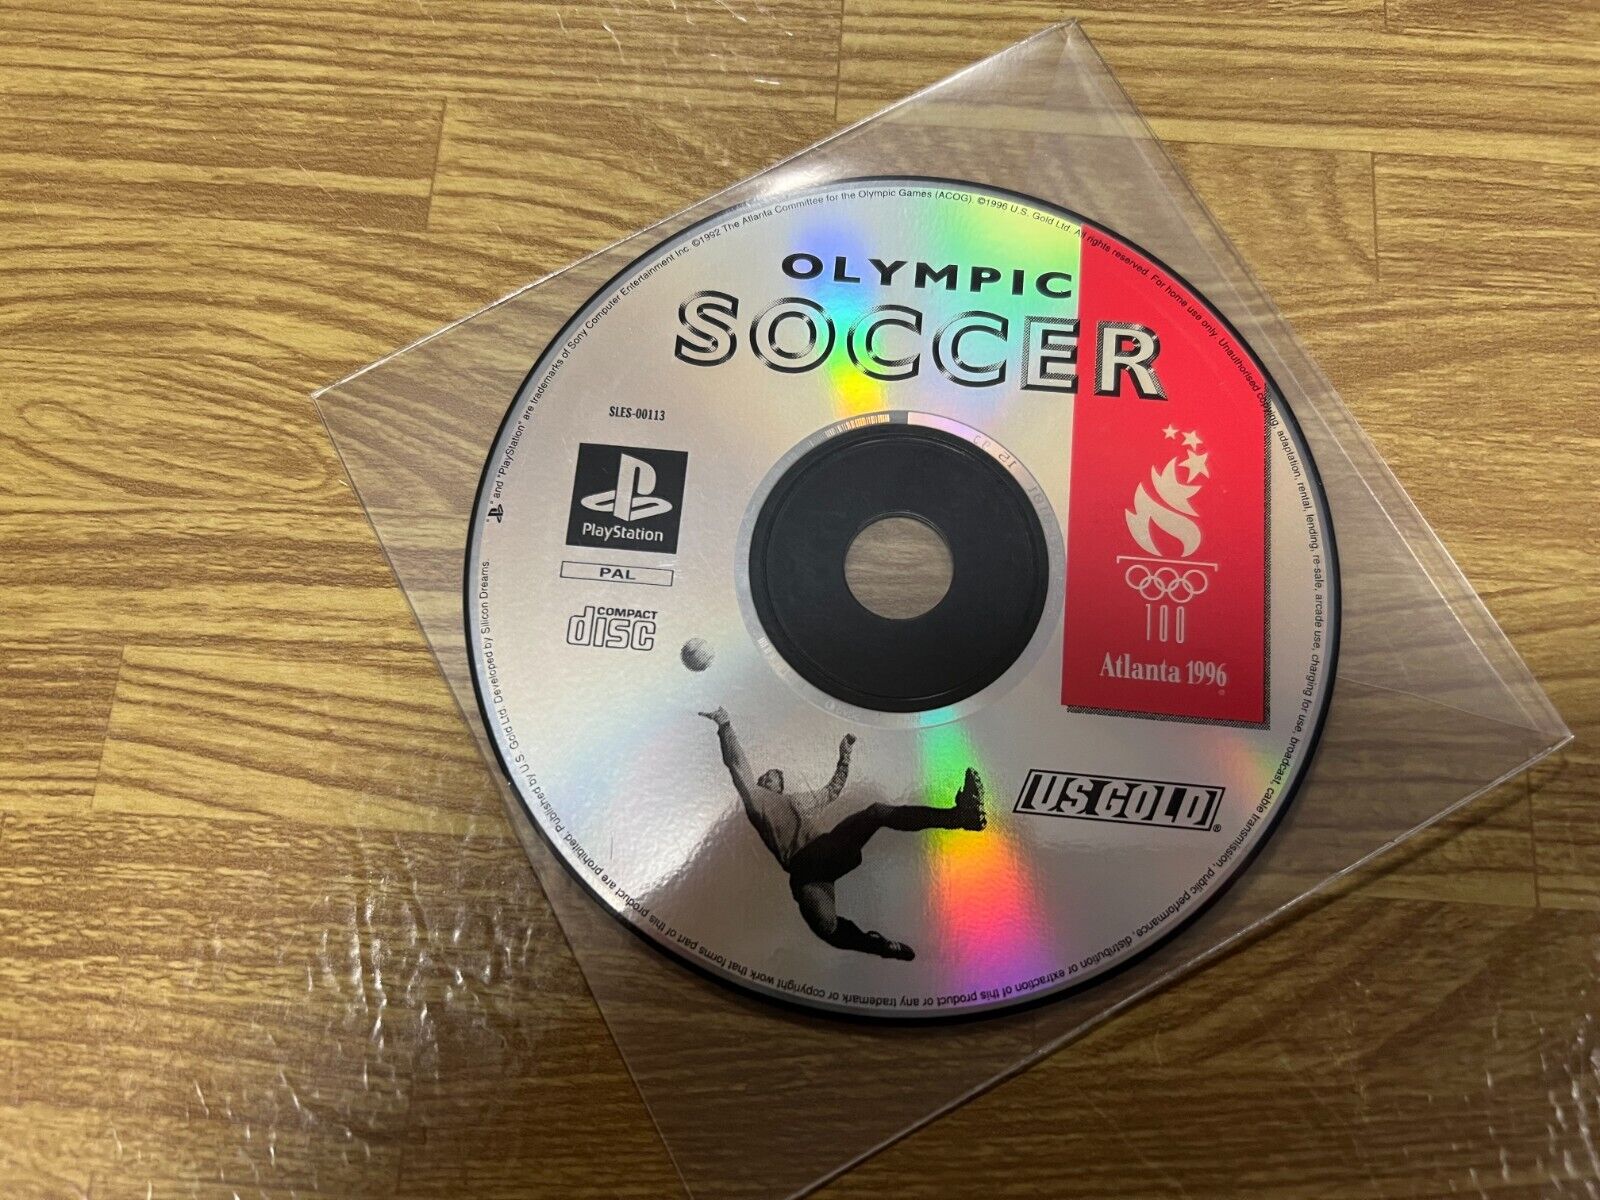 OLYMPIC
SOCCER
SLES-00113
PlayStation
PAL
COMPACT
disc
100
Atlanta 1996
US GOLD®
" and "PlayStation" are trademarks of Sony Computer Entertainment Inc. ©1992 The Atlanta Committee for the Olympic Games (ACOG). ©1996 U.S. Gold Ltd. All rights reserved. For home use only. Unauthorised copying, adaptation, rental, lending, re-sale, arcade use, charging for use, broadcast, cable transmission, public performance, distribution or extraction of this product or any trademark or copyright work that forms part of this product are prohibited. Published by U.S. Gold Ltd. Developed by Silicon Dreams.